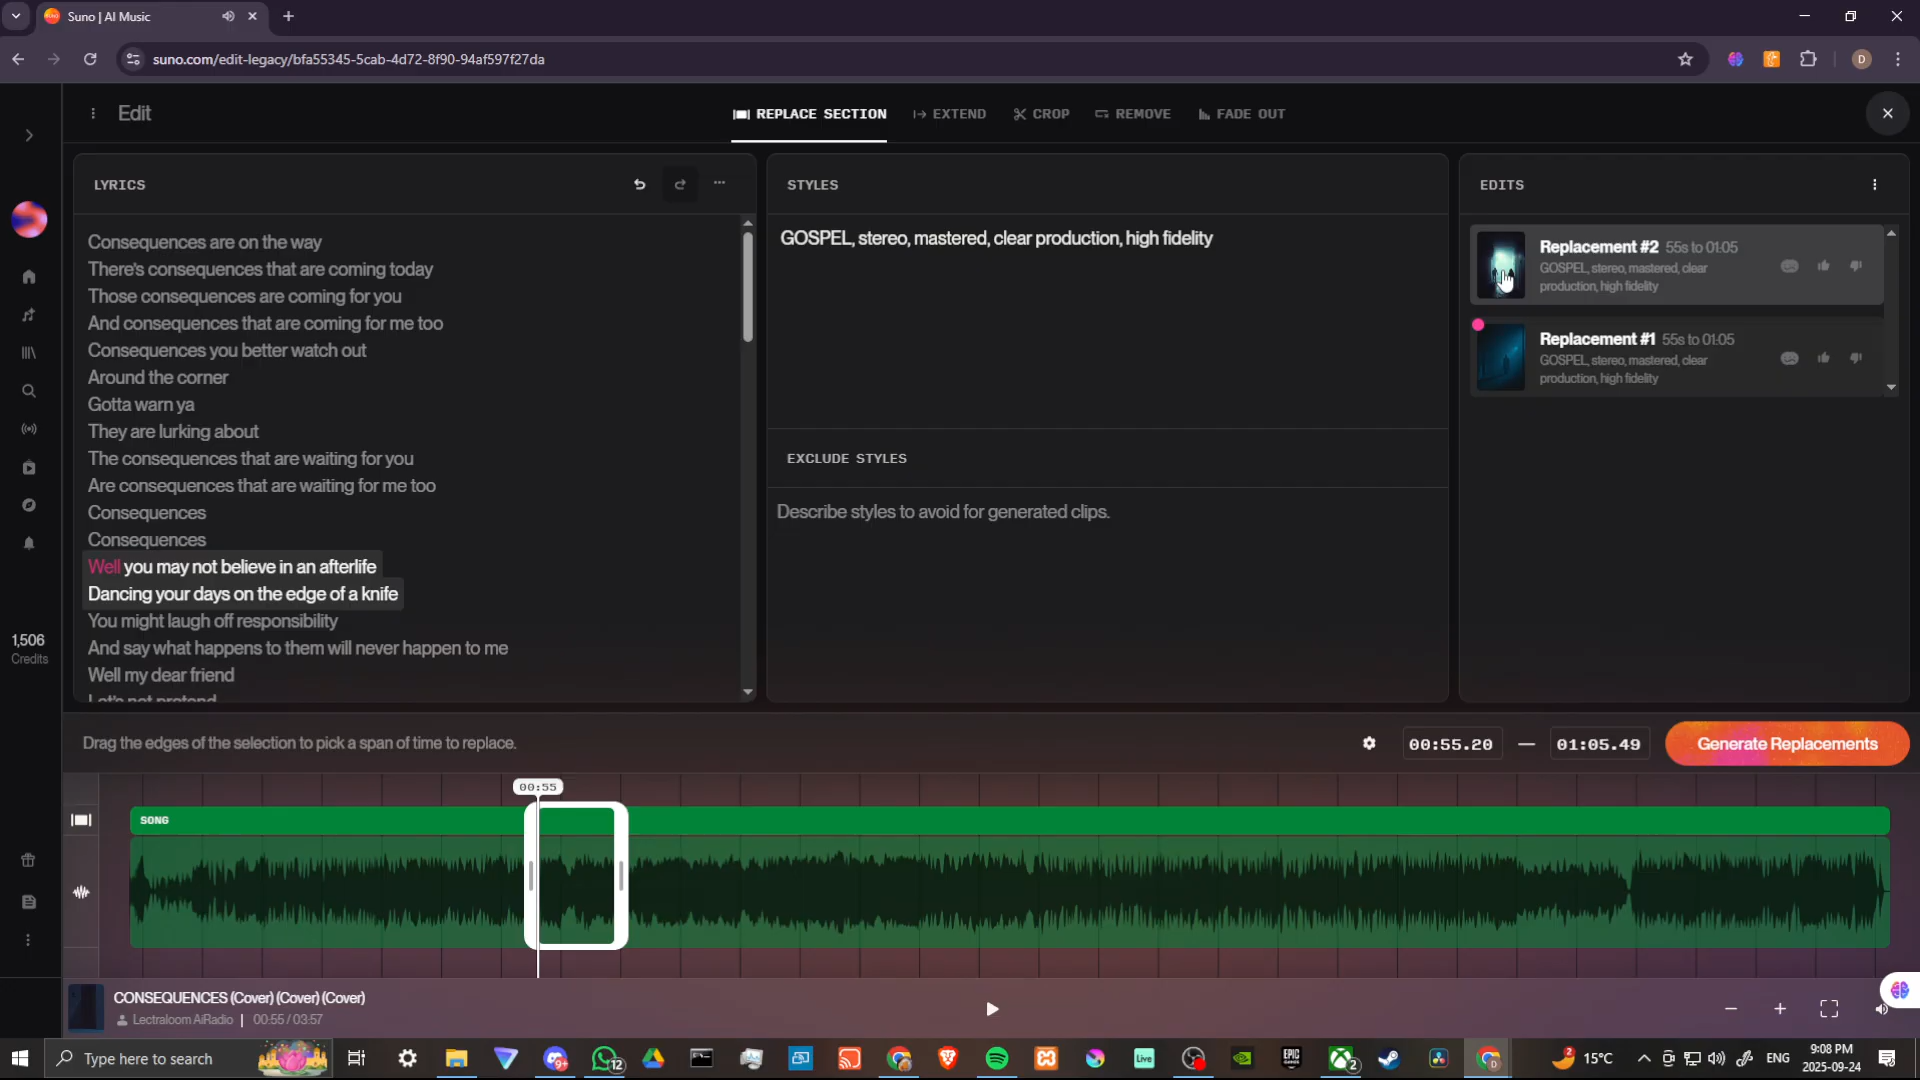 Suno | AI Music
suno.com/edit-legacy/bfa55345-5cab-4d72-8f90-94af597f27da
D
Edit
REPLACE SECTION
EXTEND
CROP
REMOVE
FADE OUT
LYRICS
STYLES
EDITS
Consequences are on the way
There's consequences that are coming today
Those consequences are coming for you
And consequences that are coming for me too
Consequences you better watch out
Around the corner
Gotta warn ya
They are lurking about
The consequences that are waiting for you
Are consequences that are waiting for me too
Consequences
Consequences
Well you may not believe in an afterlife
Dancing your days on the edge of a knife
You might laugh off responsibility
And say what happens to them will never happen to me
Well my dear friend
Let's not pretend
GOSPEL, stereo, mastered, clear production, high fidelity
EXCLUDE STYLES
Describe styles to avoid for generated clips.
Replacement #2 55s to 01:05
GOSPEL, stereo, mastered, clear
production, high fidelity
Replacement #1 55s to 01:05
GOSPEL, stereo, mastered, clear
production, high fidelity
1,506
Credits
Drag the edges of the selection to pick a span of time to replace.
00:55.20 — 01:05.49
Generate Replacements
00:55
SONG
CONSEQUENCES (Cover) (Cover) (Cover)
Lectraloom AiRadio | 00:55 / 03:57
Type here to search
9+
12
Live
EPIC
GAMES
2
D
2
15°C
ENG
9:08 PM
2025-09-24